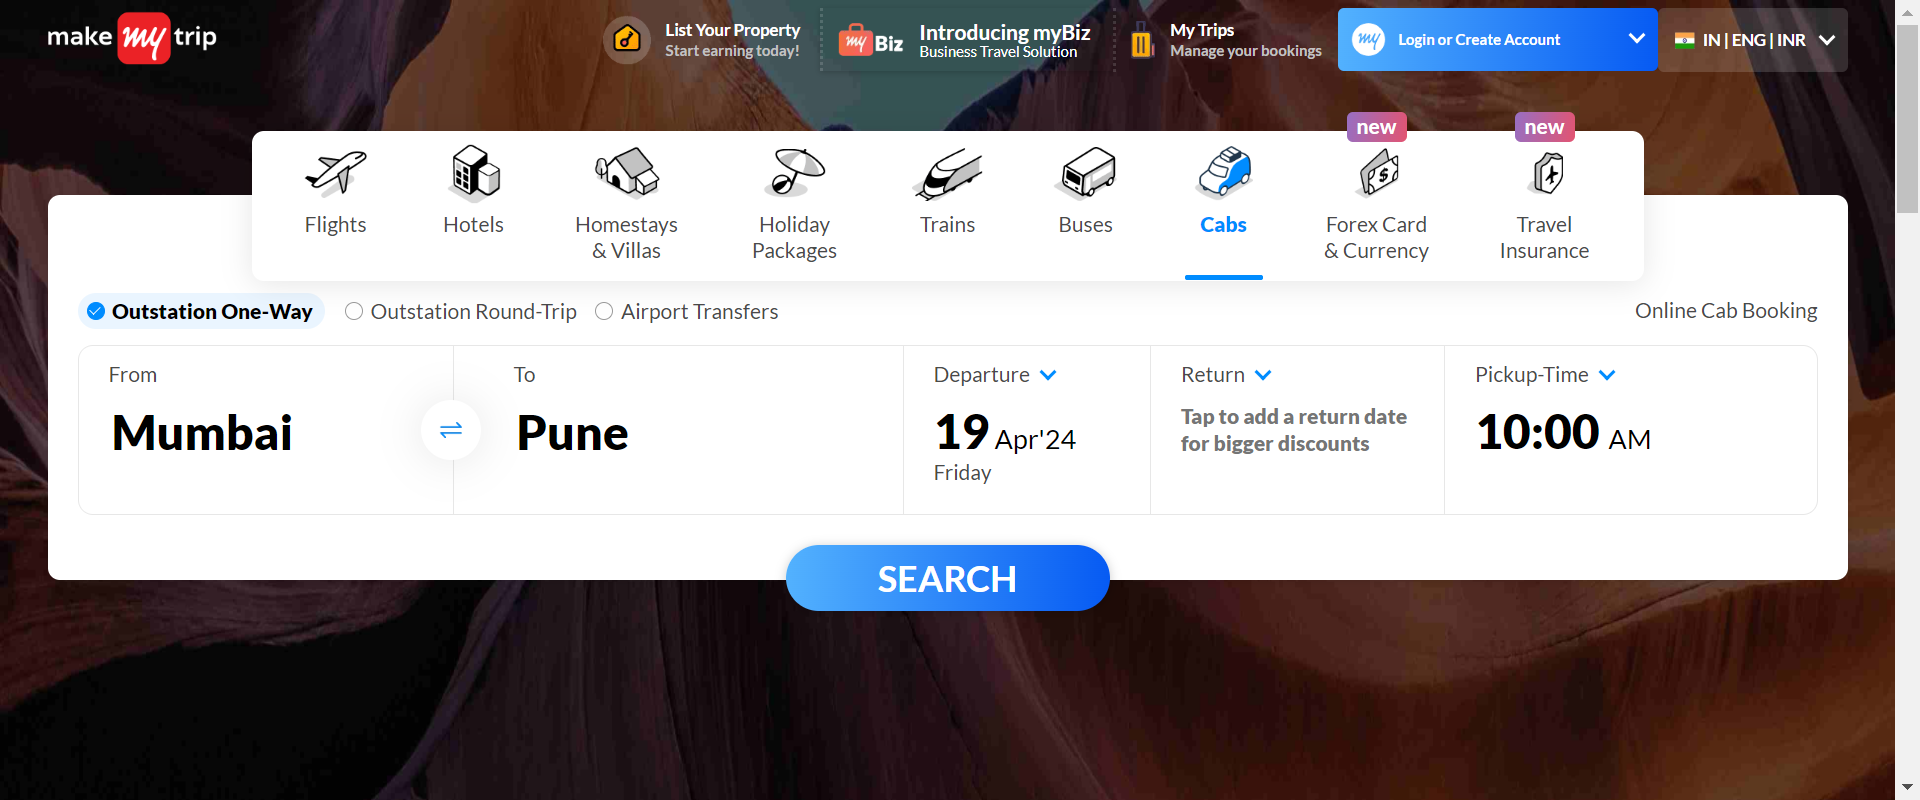 make my trip
List Your Property
Start earning today!
my Biz
Introducing myBiz
Business Travel Solution
My Trips
Manage your bookings
my
Login or Create Account
IN | ENG | INR
new
new
Flights
Hotels
Homestays
& Villas
Holiday
Packages
Trains
Buses
Cabs
Forex Card
& Currency
Travel
Insurance
Outstation One-Way
Outstation Round-Trip
Airport Transfers
Online Cab Booking
From
Mumbai
To
Pune
Departure
19 Apr'24
Friday
Return
Tap to add a return date
for bigger discounts
Pickup-Time
10:00 AM
SEARCH